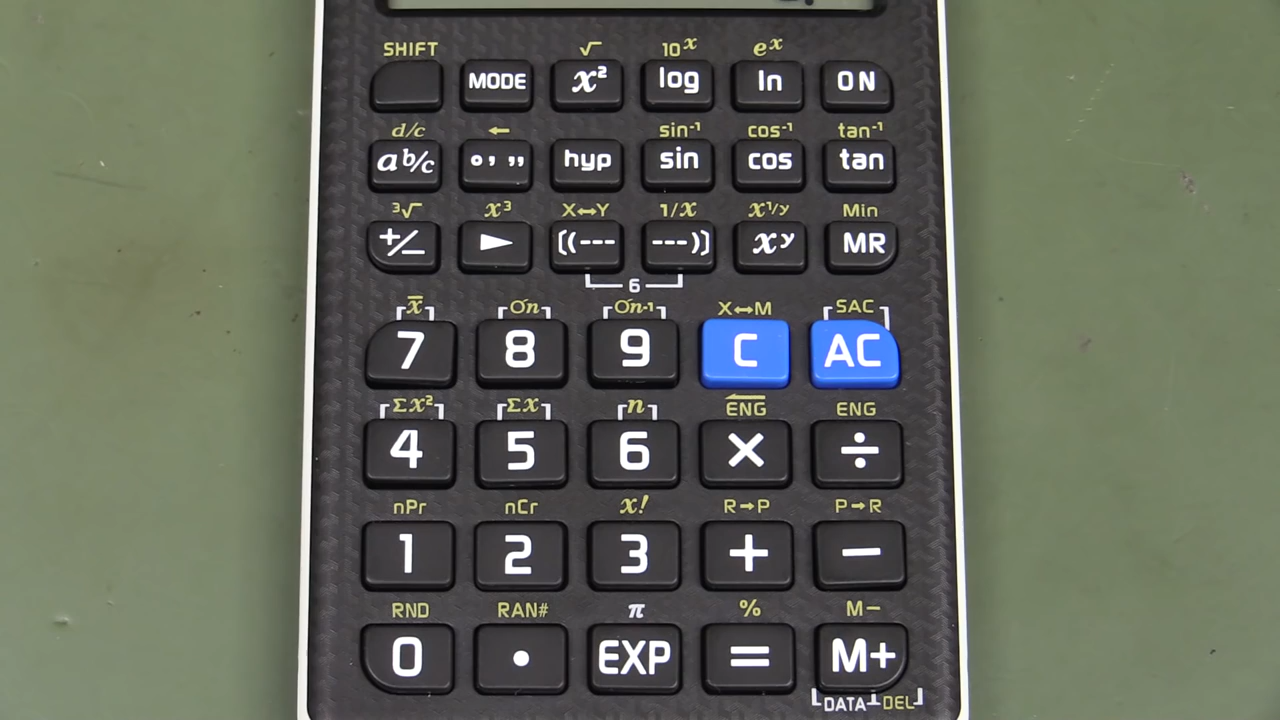 SHIFT √ 10ˣ eˣ
MODE x² log ln ON
d/c ← sin⁻¹ cos⁻¹ tan⁻¹
a b/c °’ ” hyp sin cos tan
³√ x³ X↔Y 1/x x¹/ʸ Min
+/− ▶ [(--- ---)] xʸ MR
6
x̄ σn σn-1 X↔M SAC
7 8 9 C AC
Σx² Σx n ENG ENG
4 5 6 × ÷
nPr nCr x! R→P P→R
1 2 3 + −
RND RAN# π % M−
0 • EXP = M+
DATA DEL